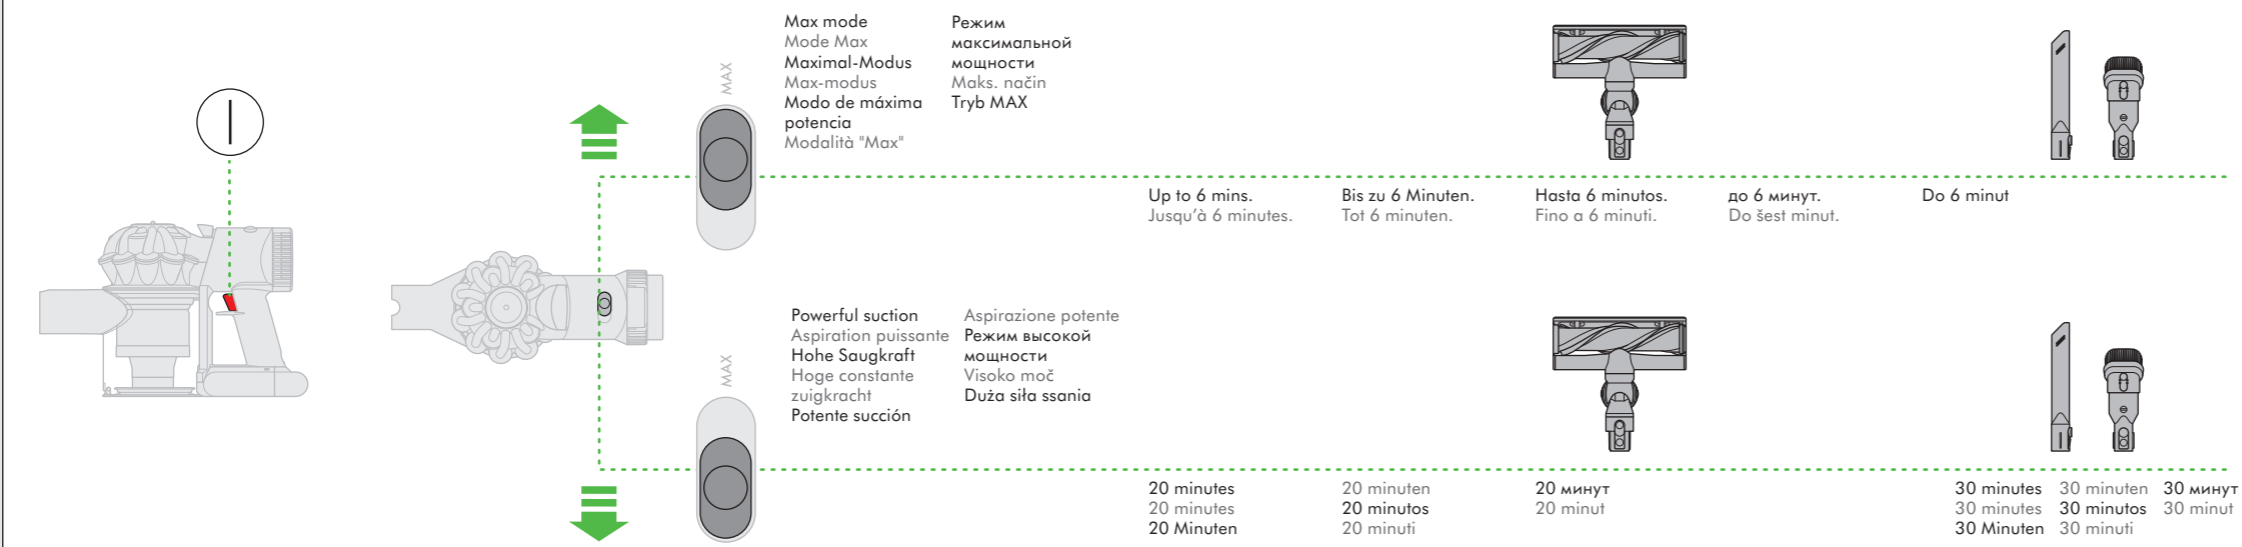 MAX
Max mode
Mode Max
Maximal-Modus
Max-modus
Modo de máxima
potencia
Modalità "Max"
Режим
максимальной
мощности
Maks. način
Tryb MAX
Up to 6 mins.
Jusqu'à 6 minutes.
Bis zu 6 Minuten.
Tot 6 minuten.
Hasta 6 minutos.
Fino a 6 minuti.
до 6 минут.
Do šest minut.
Do 6 minut
MAX
Powerful suction
Aspiration puissante
Hohe Saugkraft
Hoge constante
zuigkracht
Potente succión
Aspirazione potente
Режим высокой
мощности
Visoko moč
Duża siła ssania
20 minutes
20 minutes
20 Minuten
20 minuten
20 minutos
20 minuti
20 минут
20 minut
30 minutes
30 minutes
30 Minuten
30 minuten
30 minutos
30 minuti
30 минут
30 minut